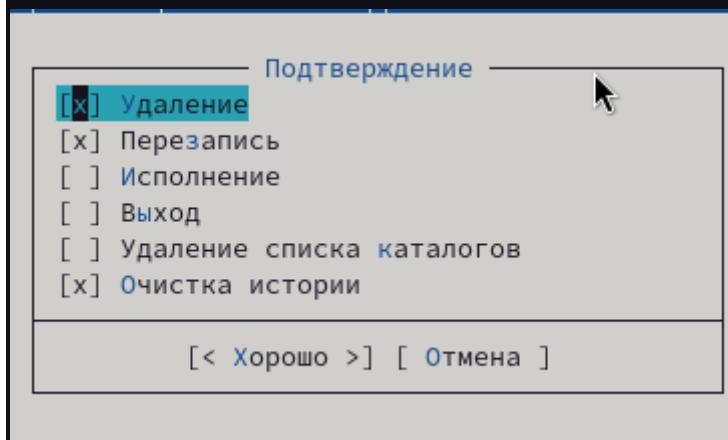 Подтверждение
[x] Удаление
[x] Перезапись
[ ] Исполнение
[ ] Выход
[ ] Удаление списка каталогов
[x] Очистка истории
[< Хорошо >] [ Отмена ]